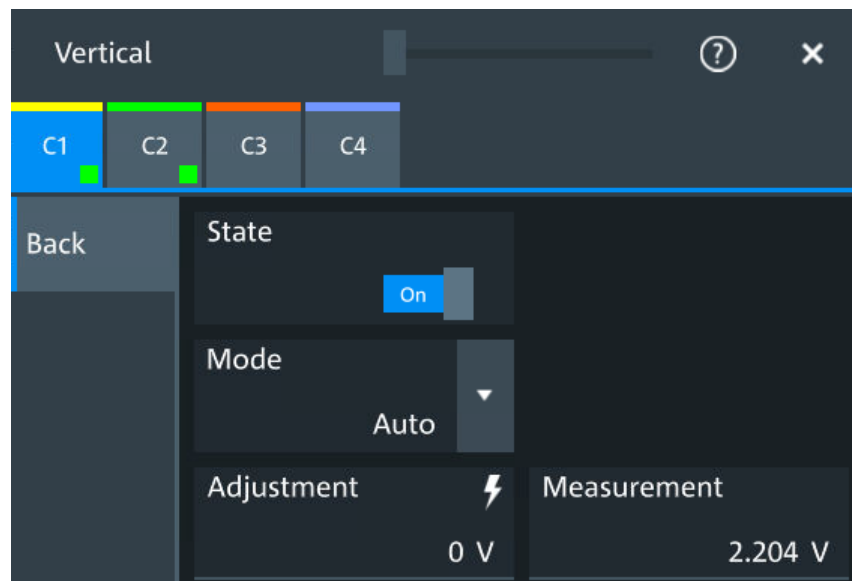 Vertical
?
C1 C2 C3 C4
Back
State
On
Mode
Auto
Adjustment
0 V
Measurement
2.204 V